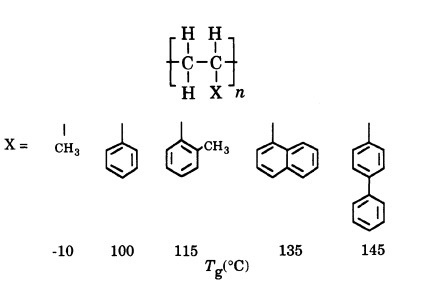 H H
C C
H X n
X =
CH3
CH3
-10 100 115 135 145
Tg(°C)